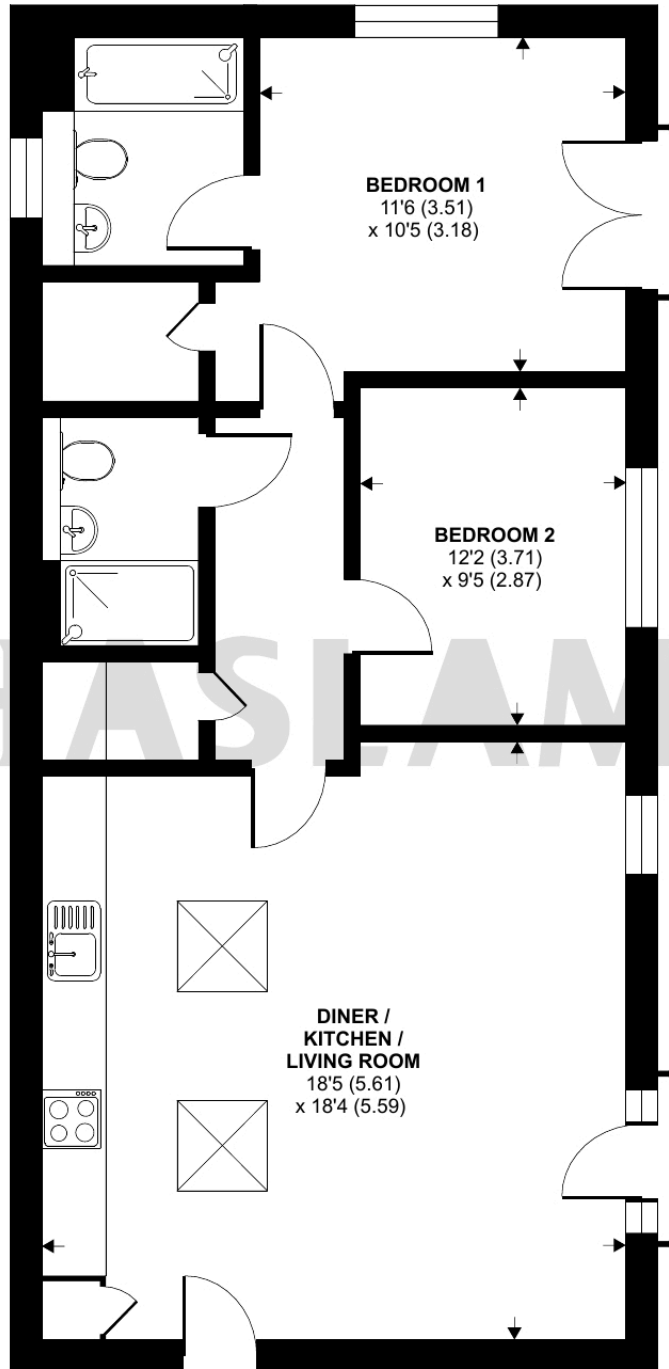 BEDROOM 1
11'6 (3.51)
x 10'5 (3.18)
BEDROOM 2
12'2 (3.71)
x 9'5 (2.87)
HASLAM
DINER /
KITCHEN /
LIVING ROOM
18'5 (5.61)
x 18'4 (5.59)